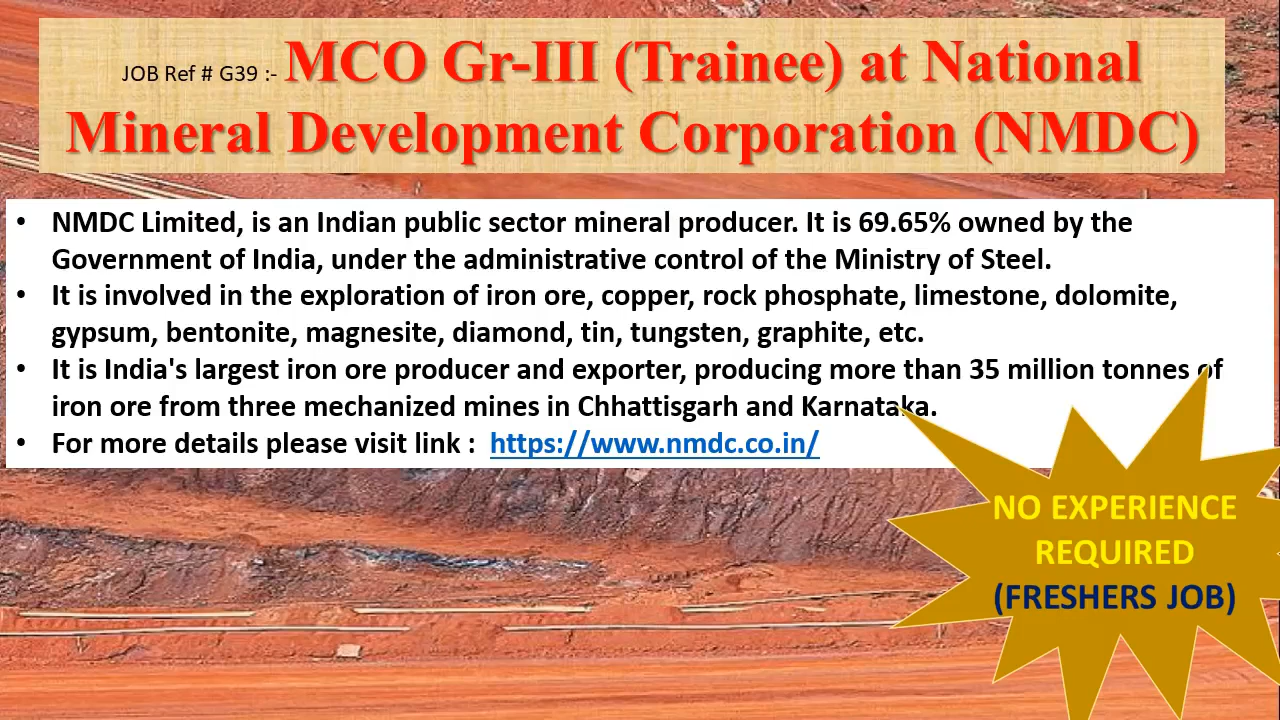 JOB Ref # G39 :- MCO Gr-III (Trainee) at National
Mineral Development Corporation (NMDC)
• NMDC Limited, is an Indian public sector mineral producer. It is 69.65% owned by the
Government of India, under the administrative control of the Ministry of Steel.
• It is involved in the exploration of iron ore, copper, rock phosphate, limestone, dolomite,
gypsum, bentonite, magnesite, diamond, tin, tungsten, graphite, etc.
• It is India's largest iron ore producer and exporter, producing more than 35 million tonnes of
iron ore from three mechanized mines in Chhattisgarh and Karnataka.
• For more details please visit link : https://www.nmdc.co.in/
NO EXPERIENCE
REQUIRED
(FRESHERS JOB)